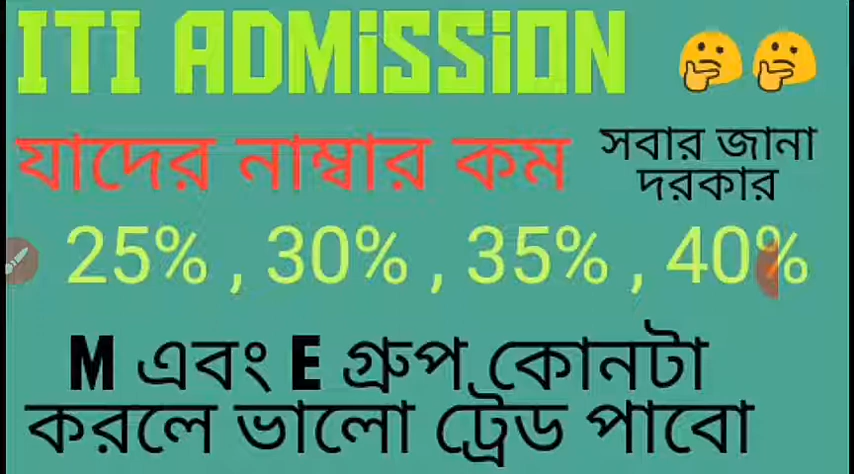 ITI ADMiSSiON
যাদের নাম্বার কম
সবার জানা
দরকার
25% , 30% , 35% , 40%
M এবং E গ্রুপ কোনটা
করলে ভালো ট্রেড পাবো